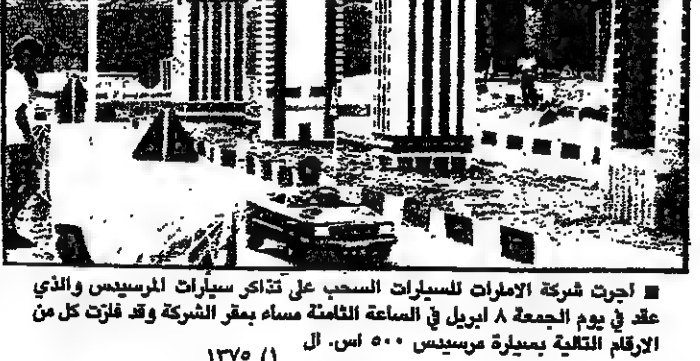 ■ اجرت شركة الامارات للسيارات السحب على تذاكر سيارات المرسيدس والذي
عقد في يوم الجمعة ٨ ابريل في الساعة الثامنة مساء بمقر الشركة وقد فازت كل من
الارقام التالية بسيارة مرسيدس ٥٠٠ اس. ال
١) ١٣٧٥